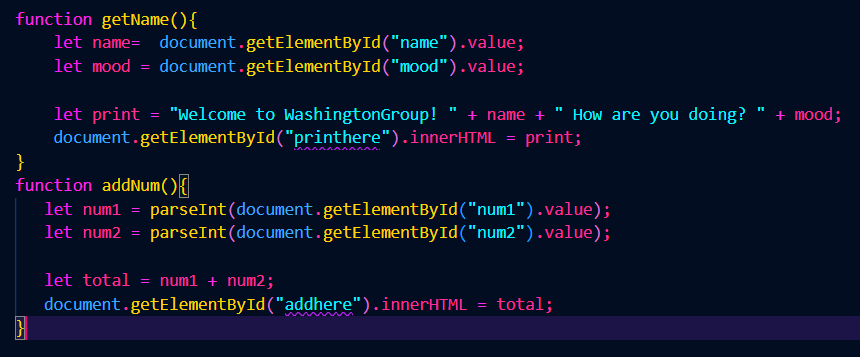 function getName(){
    let name=  document.getElementById("name").value;
    let mood = document.getElementById("mood").value;

    let print = "Welcome to WashingtonGroup! " + name + " How are you doing? " + mood;
    document.getElementById("printhere").innerHTML = print;
}
function addNum(){
   let num1 = parseInt(document.getElementById("num1").value);
   let num2 = parseInt(document.getElementById("num2").value);

   let total = num1 + num2;
   document.getElementById("addhere").innerHTML = total;
}